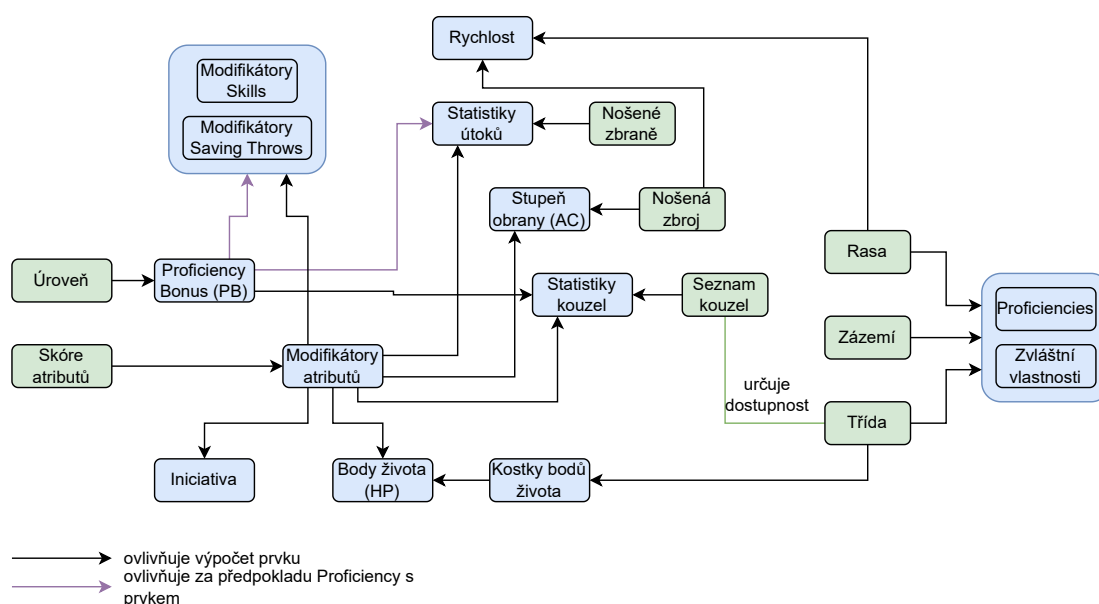 Rychlost
Modifikátory
Skills
Modifikátory
Saving Throws
Statistiky
útoků
Nošené
zbraně
Stupeň
obrany (AC)
Nošená
zbroj
Rasa
Úroveň
Proficiency
Bonus (PB)
Statistiky
kouzel
Seznam
kouzel
Proficiencies
Zázemí
Zvláštní
vlastnosti
Skóre
atributů
Modifikátory
atributů
určuje
dostupnost
Třída
Iniciativa
Body života
(HP)
Kostky bodů
života
ovlivňuje výpočet prvku
ovlivňuje za předpokladu Proficiency s
prvkem